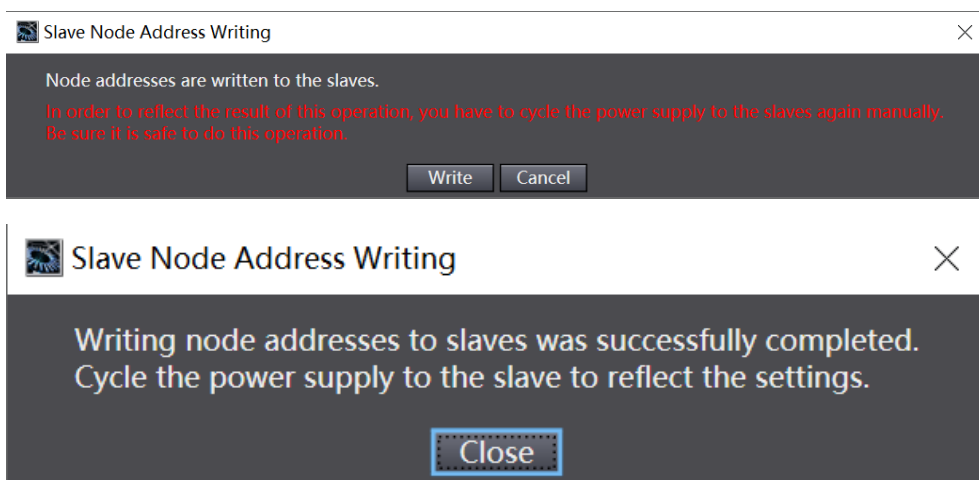 Slave Node Address Writing
Node addresses are written to the slaves.
In order to reflect the result of this operation, you have to cycle the power supply to the slaves again manually.
Be sure it is safe to do this operation.
Write Cancel
Slave Node Address Writing
Writing node addresses to slaves was successfully completed.
Cycle the power supply to the slave to reflect the settings.
Close